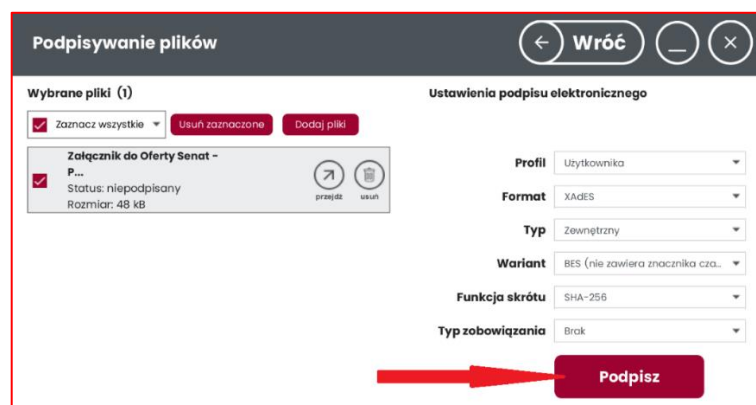 Podpisywanie plików
Wróć
Wybrane pliki (1)
Zaznacz wszystkie
Usuń zaznaczone
Dodaj pliki
Załącznik do Oferty Senat -
P...
Status: niepodpisany
Rozmiar: 48 kB
przejdź
usuń
Ustawienia podpisu elektronicznego
Profil Użytkownika
Format XAdES
Typ Zewnętrzny
Wariant BES (nie zawiera znacznika cza...
Funkcja skrótu SHA-256
Typ zobowiązania Brak
Podpisz